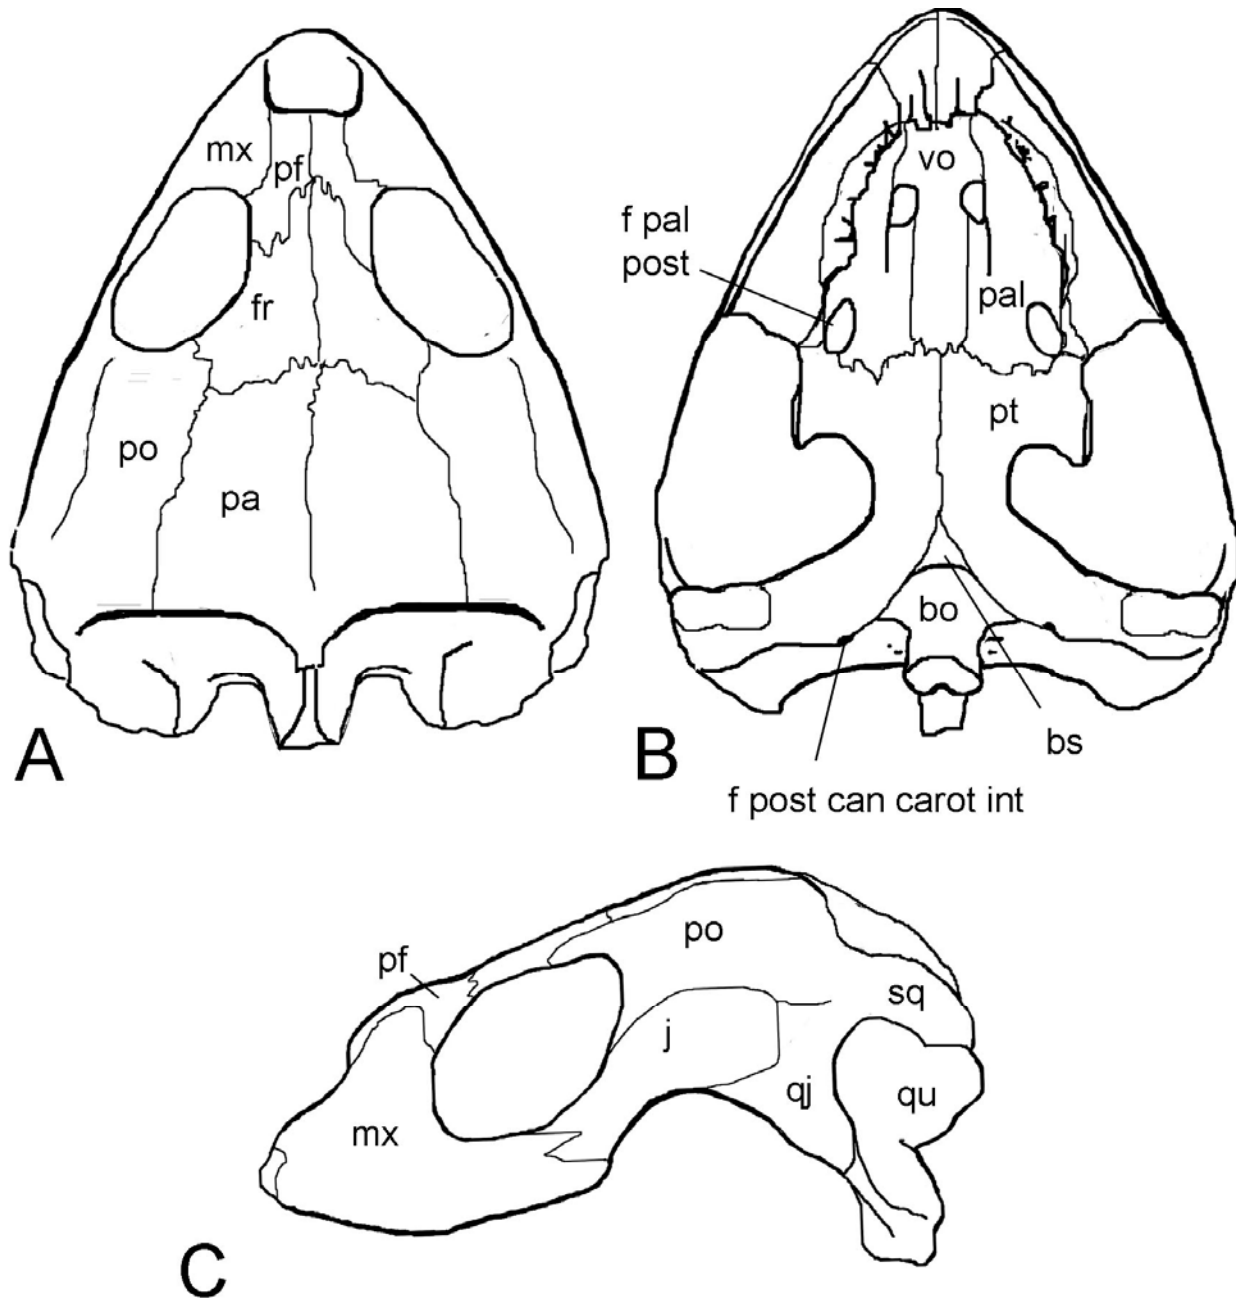 mx
pf
fr
po
pa
A
vo
f pal
post
pal
pt
bo
bs
B
f post can carot int
po
pf
sq
j
qj
qu
mx
C